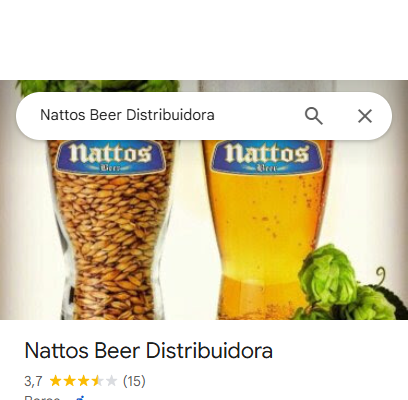 Nattos Beer Distribuidora
Nattos Nattos
Beer Beer
Nattos Beer Distribuidora
3,7 (15)